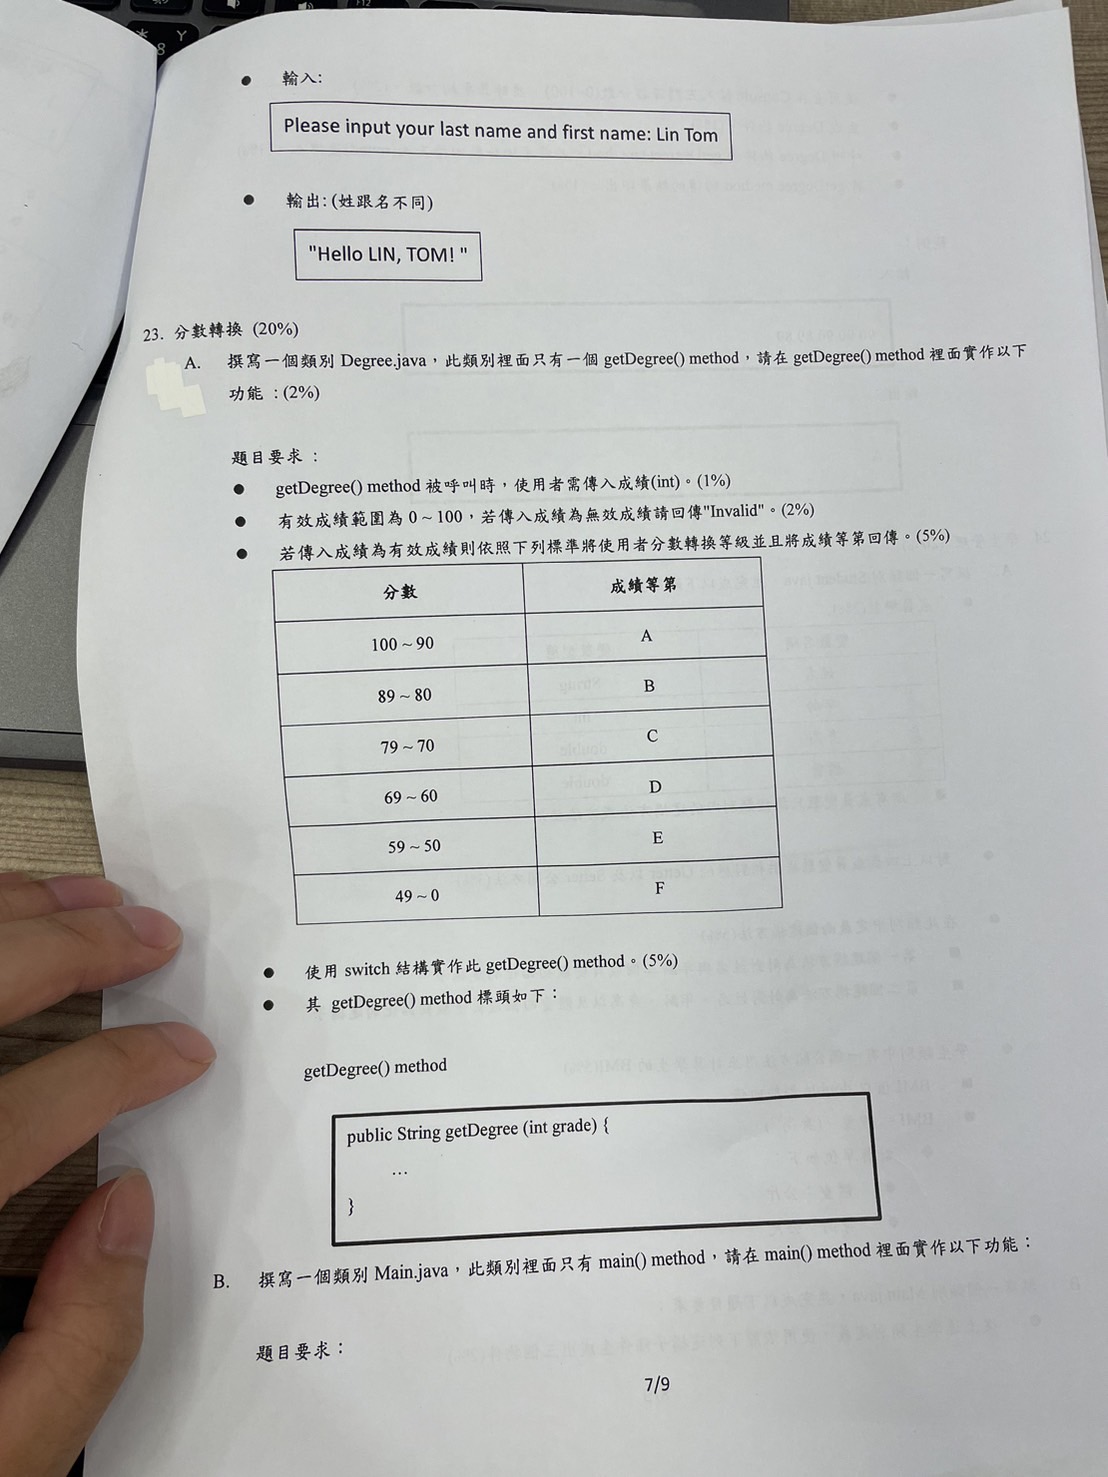 ● 輸入:
Please input your last name and first name: Lin Tom
● 輸出:(姓跟名不同)
"Hello LIN, TOM! "
23. 分數轉換 (20%)
A. 撰寫一個類別 Degree.java，此類別裡面只有一個 getDegree() method，請在 getDegree() method 裡面實作以下
功能 : (2%)
題目要求 :
● getDegree() method 被呼叫時，使用者需傳入成績(int)。(1%)
● 有效成績範圍為 0 ~ 100，若傳入成績為無效成績請回傳"Invalid"。(2%)
● 若傳入成績為有效成績則依照下列標準將使用者分數轉換等級並且將成績等第回傳。(5%)
分數 成績等第
100 ~ 90 A
89 ~ 80 B
79 ~ 70 C
69 ~ 60 D
59 ~ 50 E
49 ~ 0 F
● 使用 switch 結構實作此 getDegree() method。(5%)
● 其 getDegree() method 標頭如下：
getDegree() method
public String getDegree (int grade) {
...
}
B. 撰寫一個類別 Main.java，此類別裡面只有 main() method，請在 main() method 裡面實作以下功能：
題目要求：
7/9